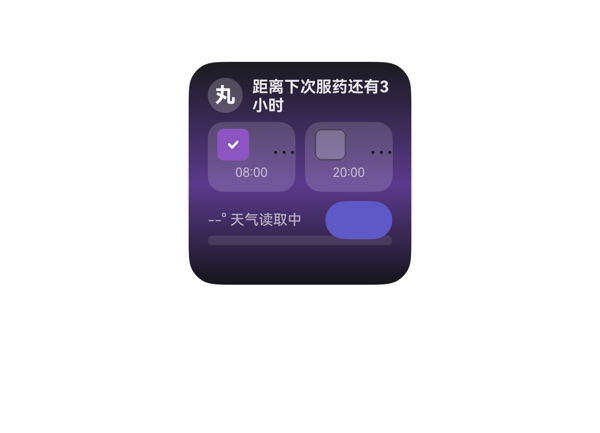 丸
距离下次服药还有3
小时
...
08:00
...
20:00
--° 天气读取中